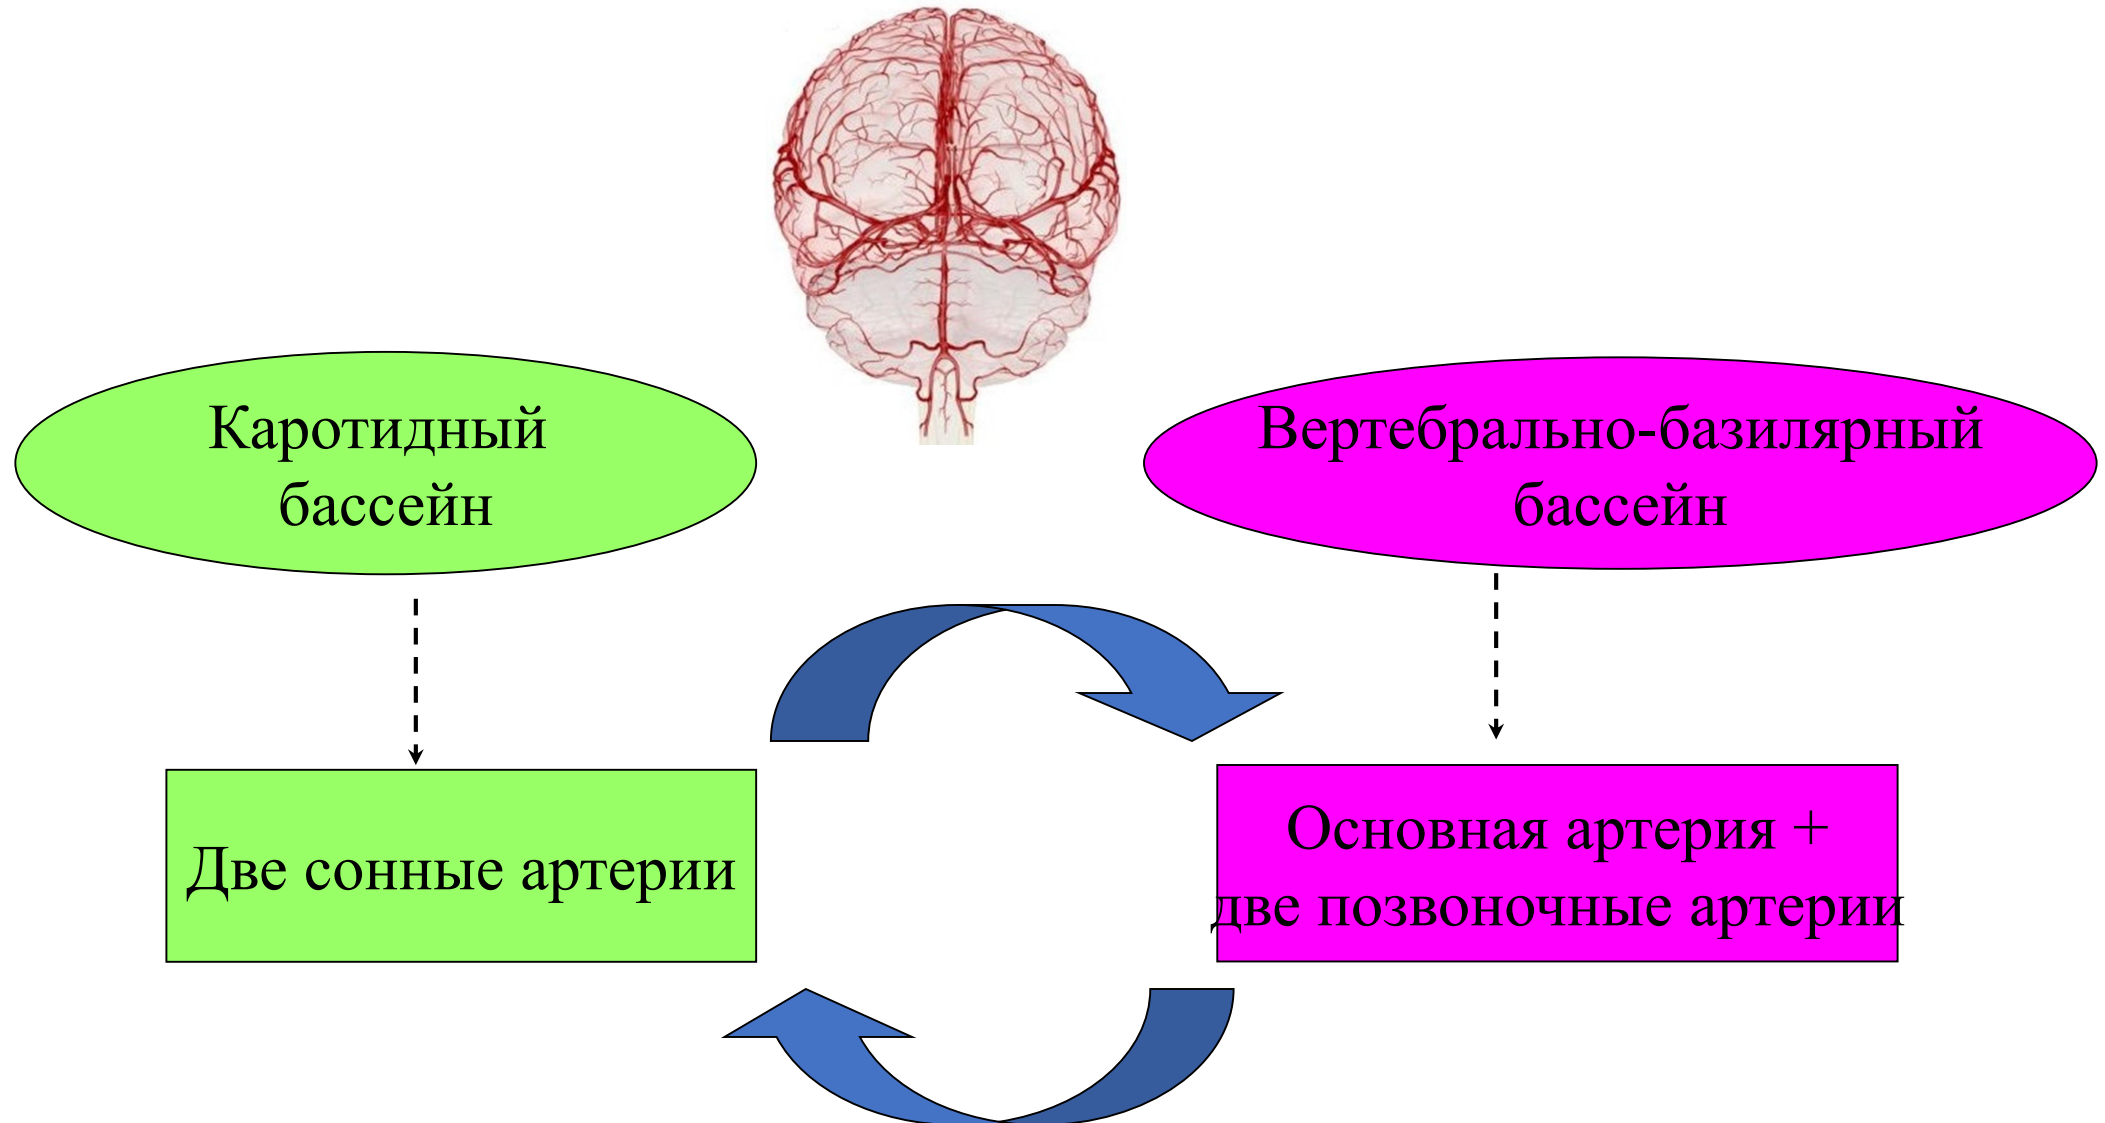 Каротидный
бассейн
Вертебрально-базилярный
бассейн
Две сонные артерии
Основная артерия +
две позвоночные артерии